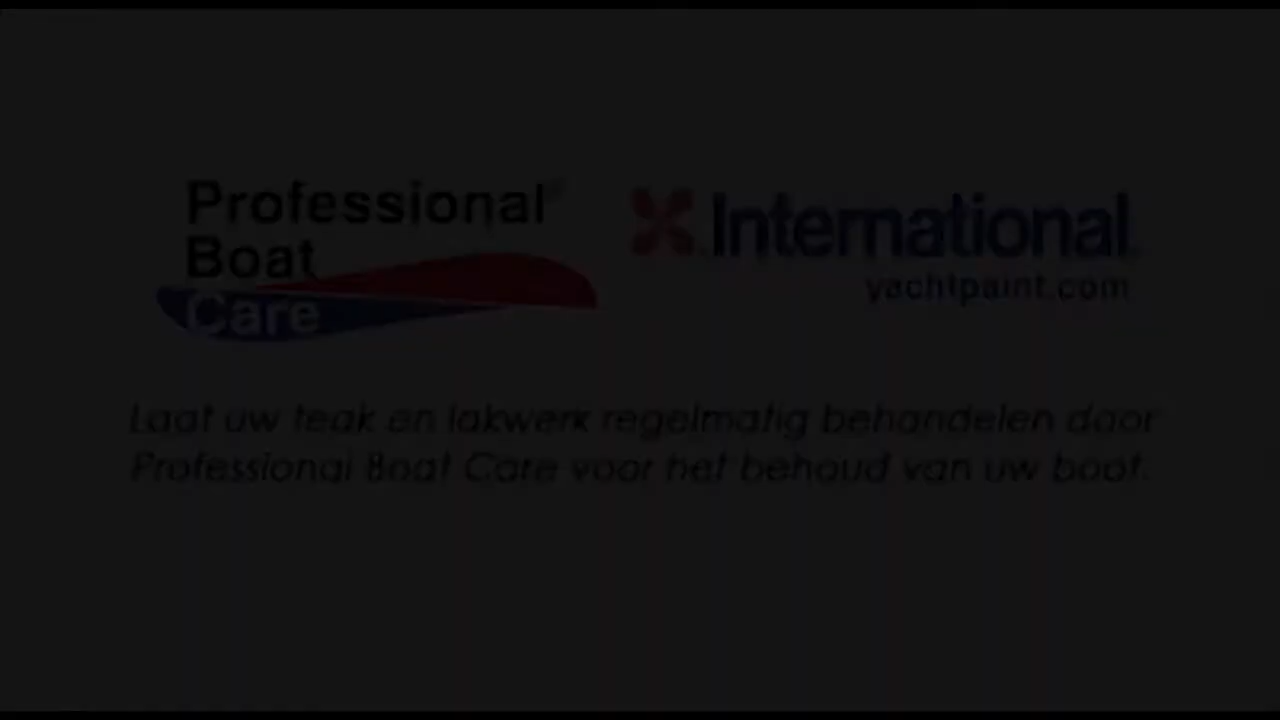 Professional
Boat
Care
International
yachtpaint.com
Laat uw teak en lakwerk regelmatig behandelen door
Professional Boat Care voor het behoud van uw boot.